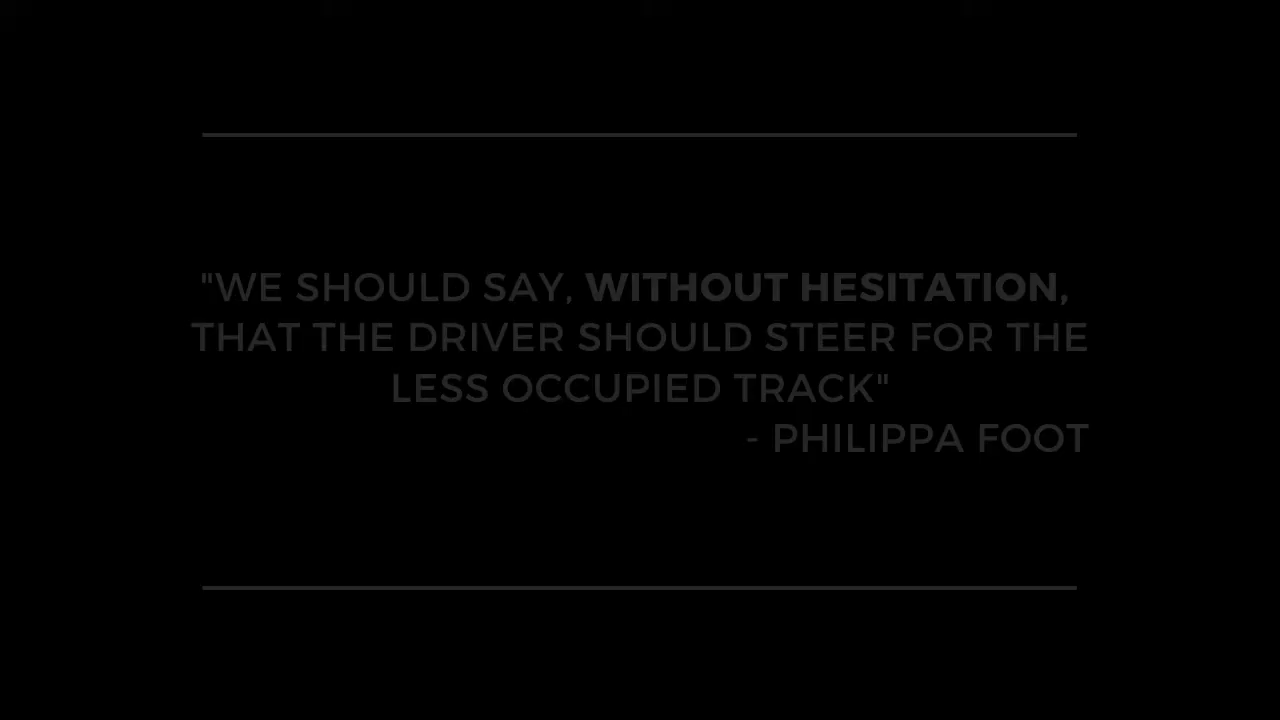 "WE SHOULD SAY, WITHOUT HESITATION,
THAT THE DRIVER SHOULD STEER FOR THE
LESS OCCUPIED TRACK"
- PHILIPPA FOOT